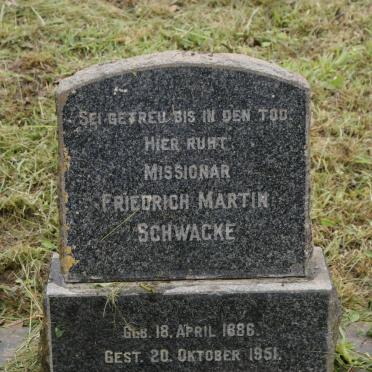 Sei getreu bis in den Tod
Hier ruht
Missionar
Friedrich Martin
Schwacke
Geb. 18. April 1886.
Gest. 20. Oktober 1951.